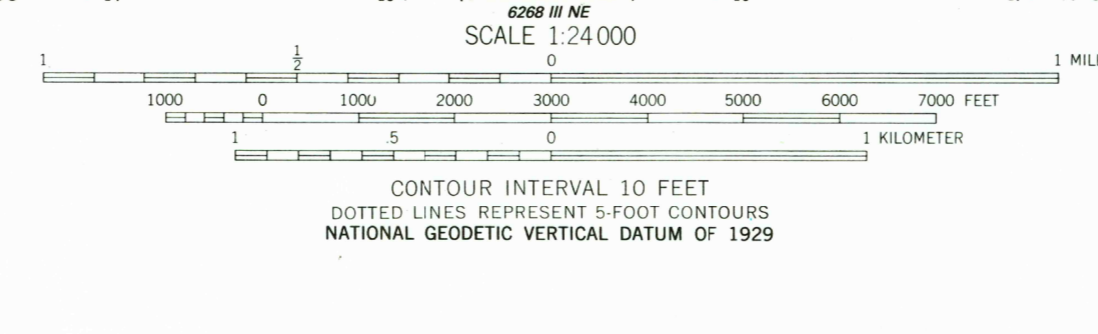 6268 III NE
SCALE 1:24 000
1 1/2 0 1
1000 0 1000 2000 3000 4000 5000 6000 7000 FEET
1 .5 0 1 KILOMETER
CONTOUR INTERVAL 10 FEET
DOTTED LINES REPRESENT 5-FOOT CONTOURS
NATIONAL GEODETIC VERTICAL DATUM OF 1929